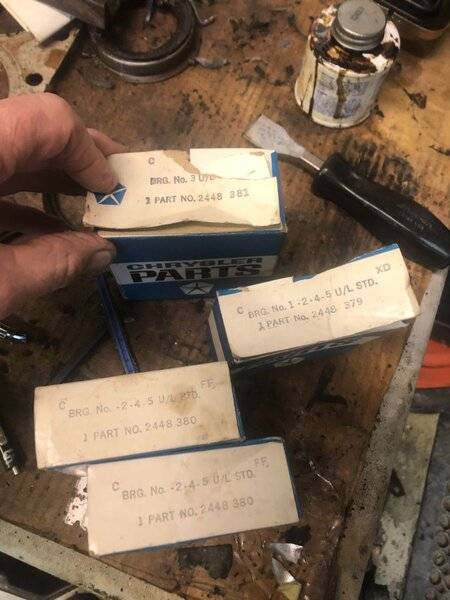 C
BRG. No. 3 U/L
1 PART NO. 2448 381
CHRYSLER
PARTS
XD
C BRG. No. 1-2-4-5 U/L STD.
1 PART No. 2448 379
C FF,
BRG. No. -2-4.5 U/L STD.
1 PART NO. 2448 380
C FF,
BRG. No. -2-4-5 U/L STD.
1 PART NO. 2448 380